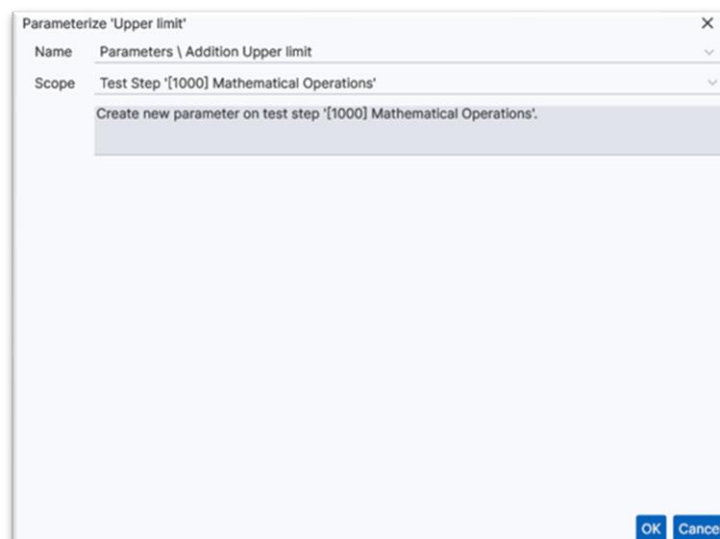 Parameterize 'Upper limit'
Name Parameters \ Addition Upper limit
Scope Test Step '[1000] Mathematical Operations'
Create new parameter on test step '[1000] Mathematical Operations'.
OK Cance